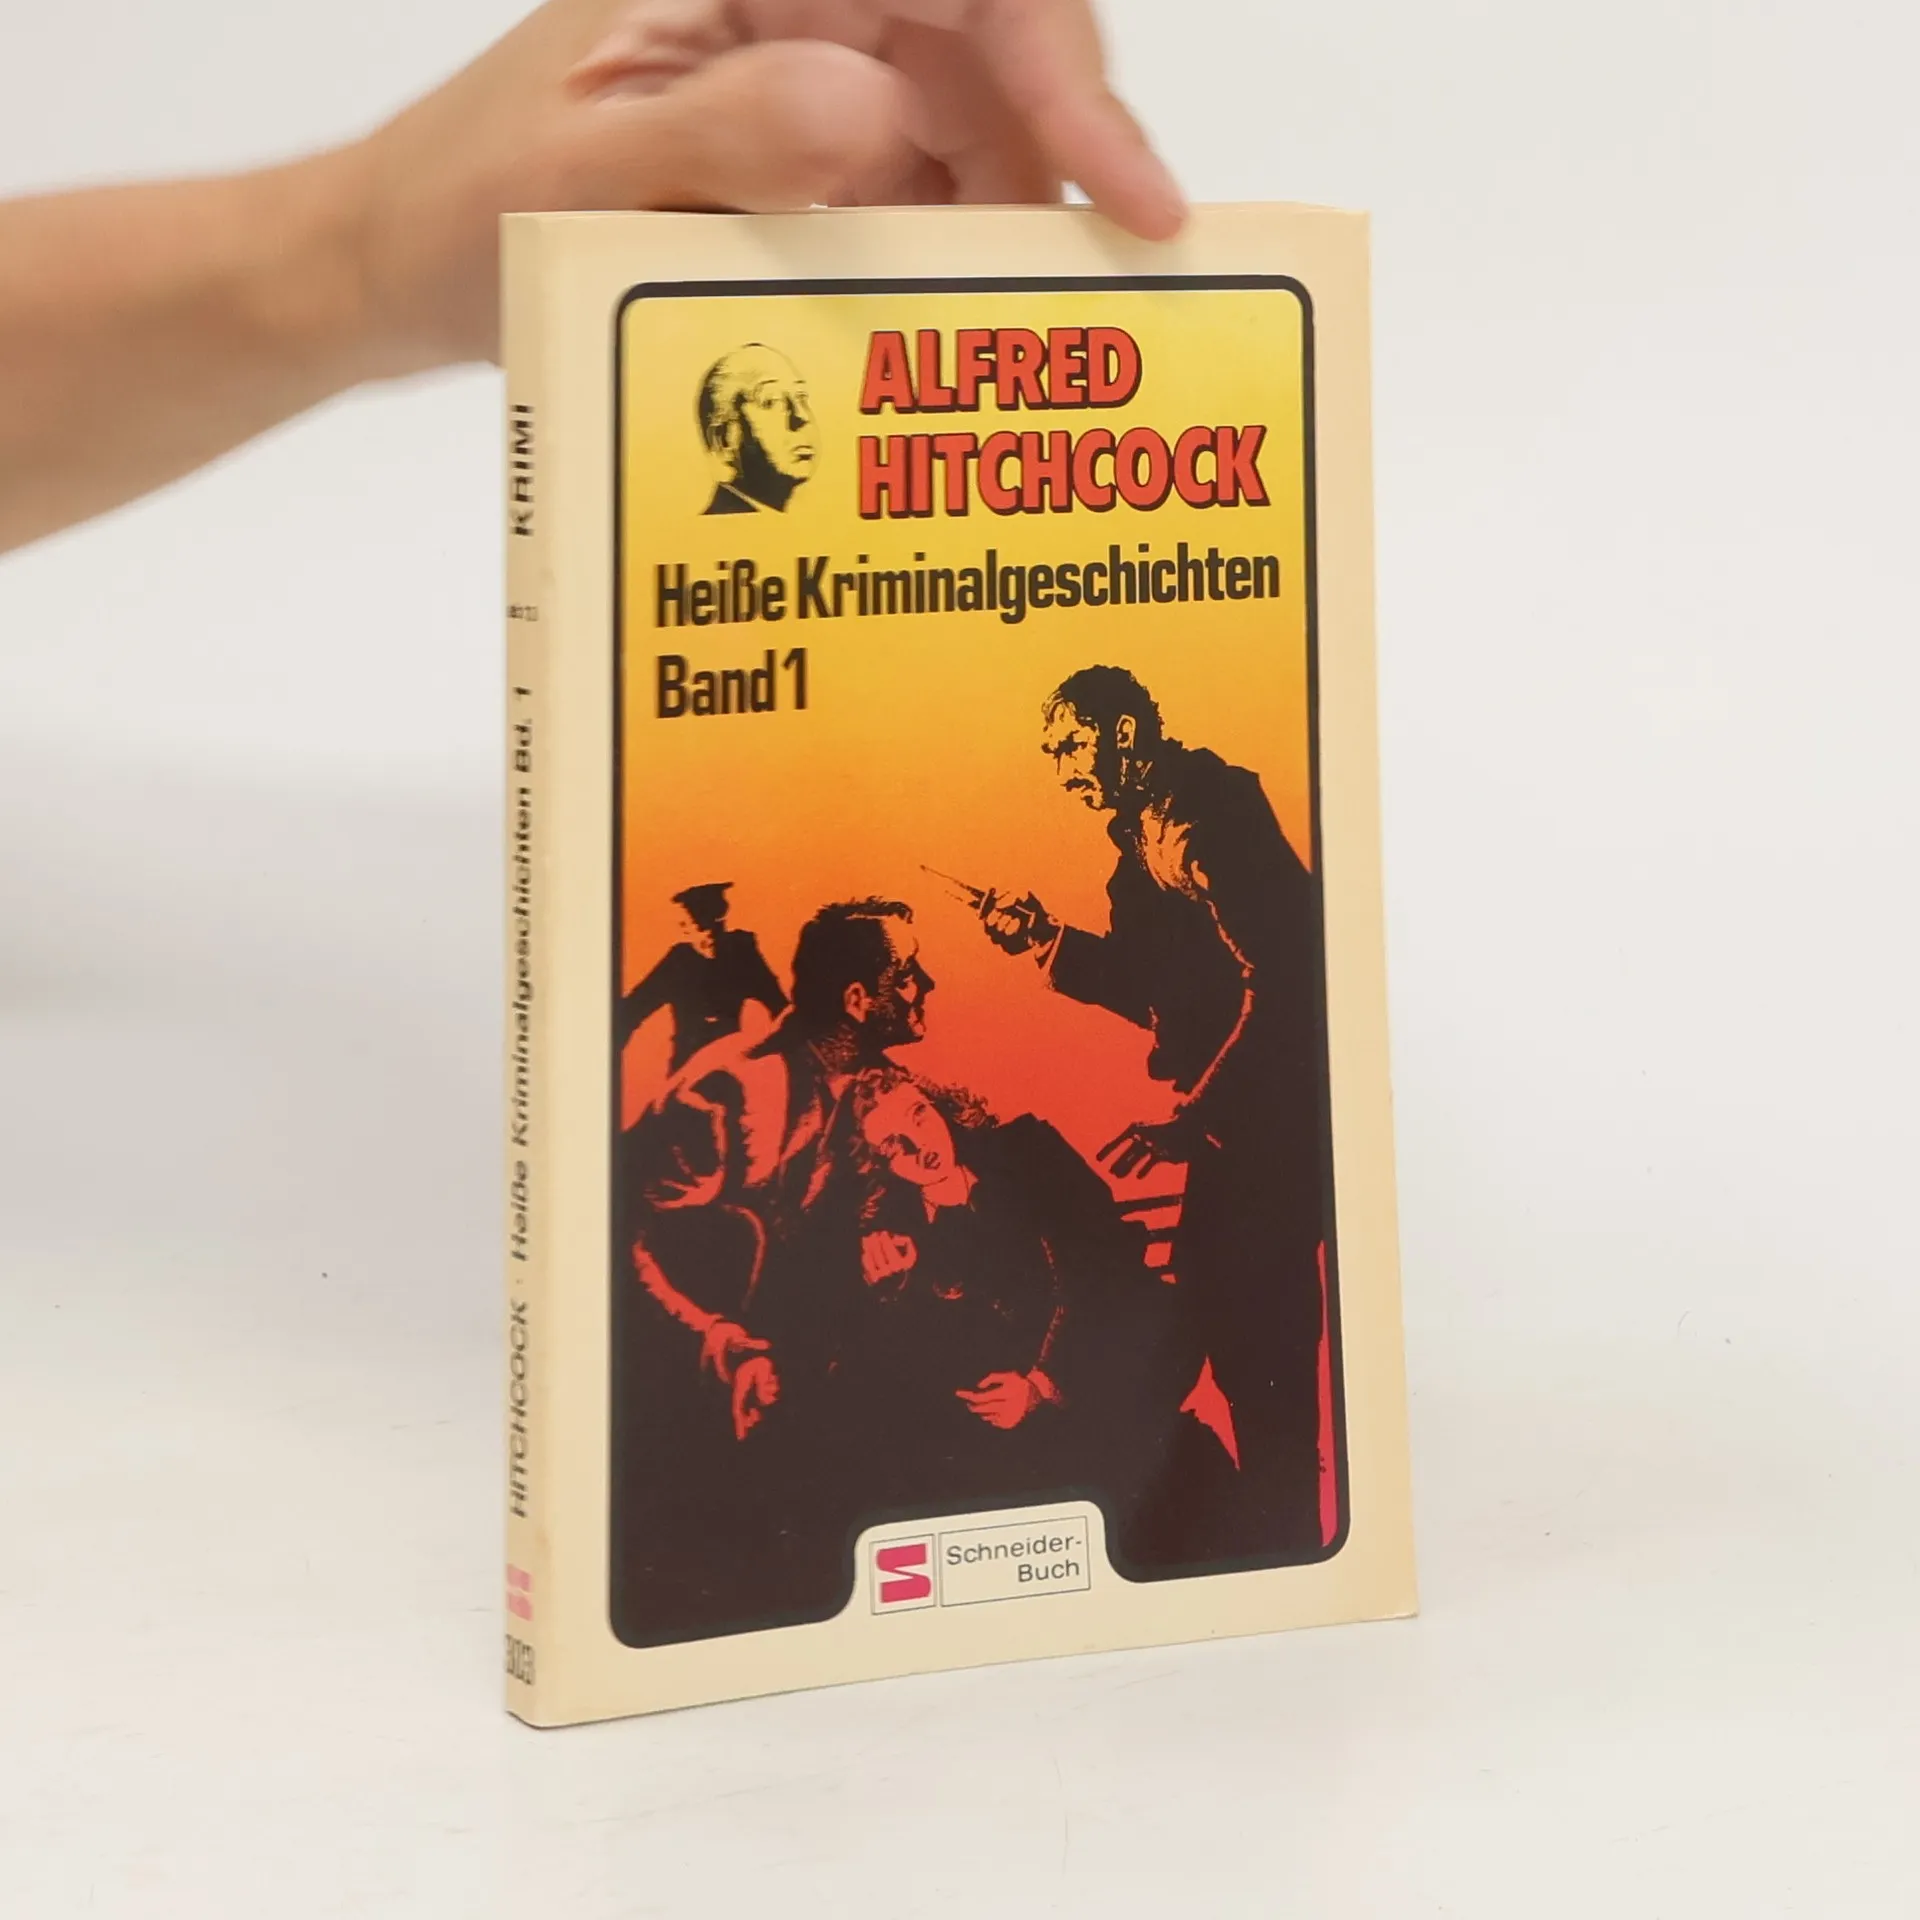 ALFRED
HITCHCOCK
Heiße Kriminalgeschichten
Band 1
Schneider-
Buch
HITCHCOCK · Heiße Kriminalgeschichten Bd. 1
KRIMI